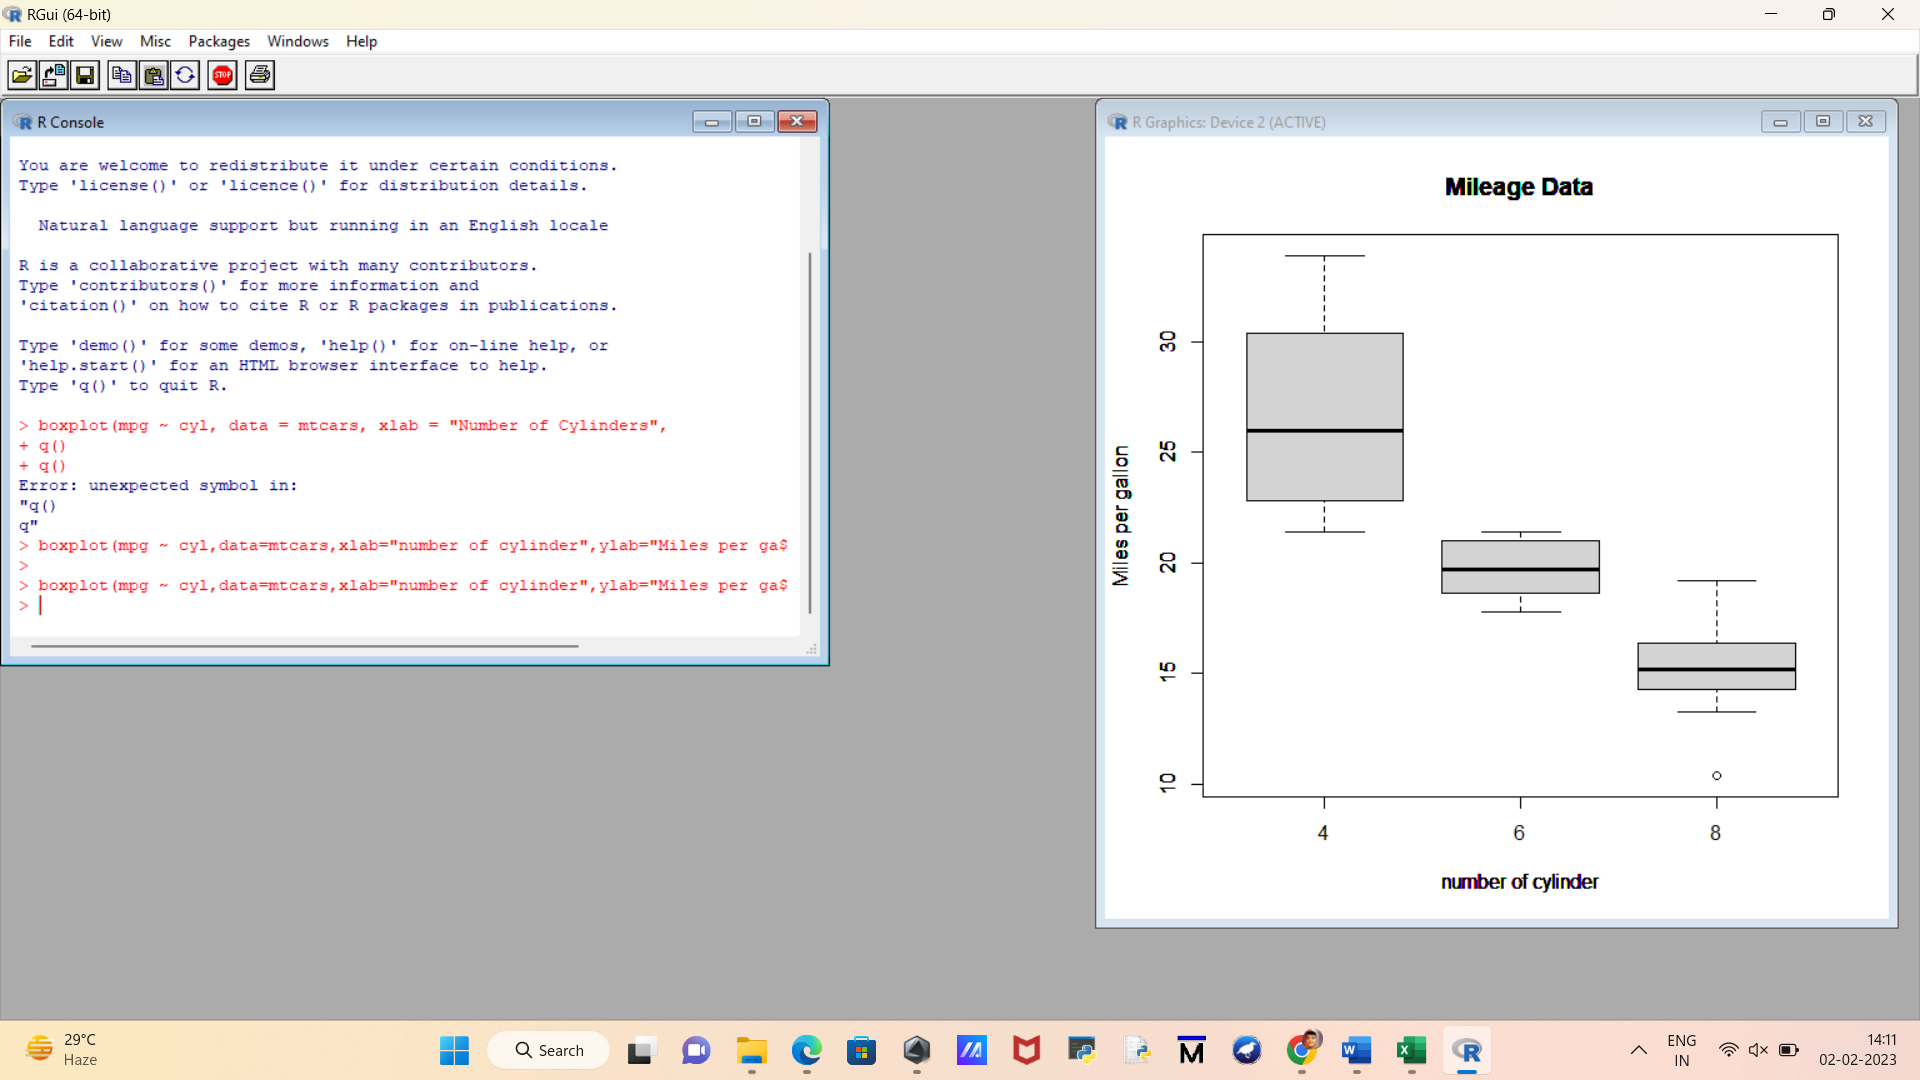 RGui (64-bit)
File Edit View Misc Packages Windows Help
STOP
R Console
You are welcome to redistribute it under certain conditions.
Type 'license()' or 'licence()' for distribution details.
Natural language support but running in an English locale
R is a collaborative project with many contributors.
Type 'contributors()' for more information and
'citation()' on how to cite R or R packages in publications.
Type 'demo()' for some demos, 'help()' for on-line help, or
'help.start()' for an HTML browser interface to help.
Type 'q()' to quit R.
> boxplot(mpg ~ cyl, data = mtcars, xlab = "Number of Cylinders",
+ q()
+ q()
Error: unexpected symbol in:
"q()
q"
> boxplot(mpg ~ cyl,data=mtcars,xlab="number of cylinder",ylab="Miles per ga$
>
> boxplot(mpg ~ cyl,data=mtcars,xlab="number of cylinder",ylab="Miles per ga$
>
R Graphics: Device 2 (ACTIVE)
Mileage Data
Miles per gallon
30
25
20
15
10
4 6 8
number of cylinder
29°C
Haze
Search
ENG
IN
14:11
02-02-2023